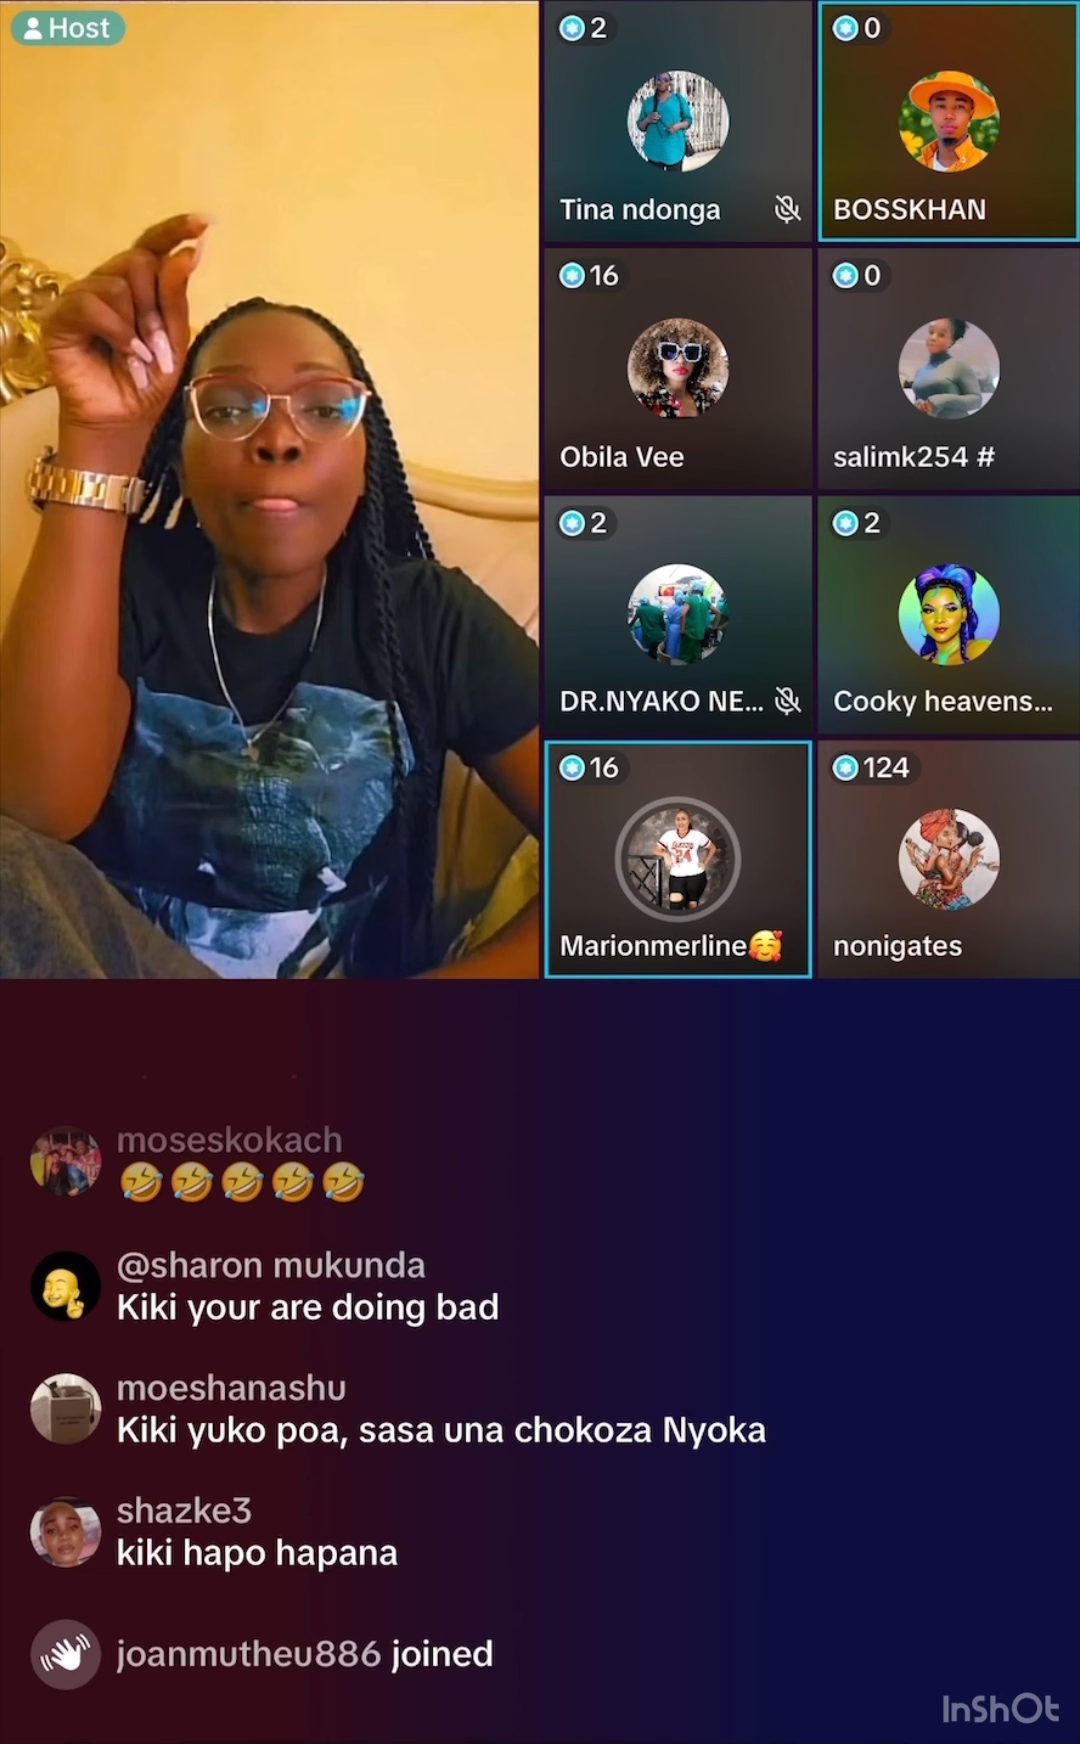 Host
2
Tina ndonga
0
BOSSKHAN
16
Obila Vee
0
salimk254 #
2
DR.NYAKO NE...
2
Cooky heavens...
16
Marionmerline🥰
124
nonigates
moseskokach
🤣🤣🤣🤣🤣
@sharon mukunda
Kiki your are doing bad
moeshanashu
Kiki yuko poa, sasa una chokoza Nyoka
shazke3
kiki hapo hapana
joanmutheu886 joined
InShOt